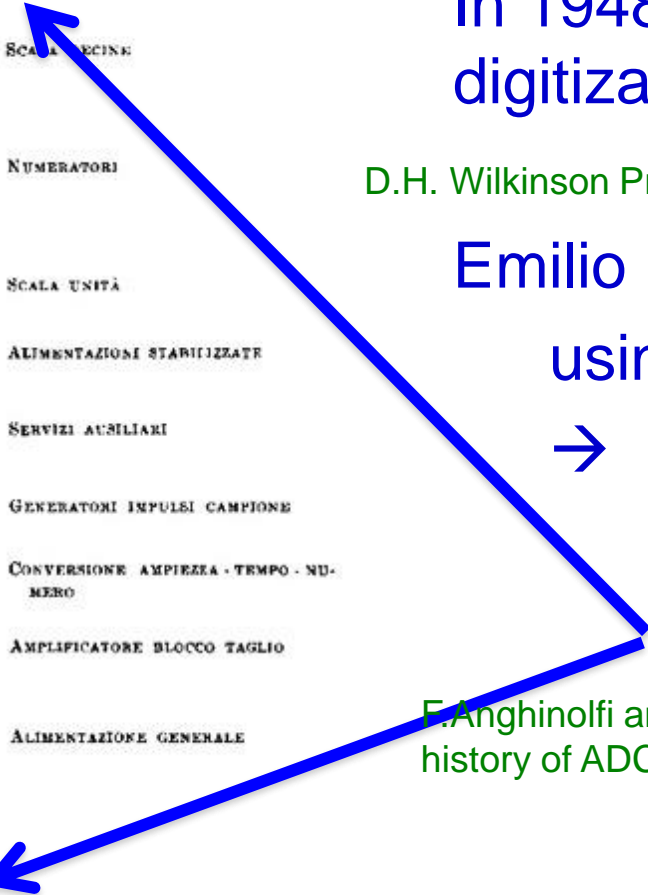 SCALA DECINE
NUMERATORI
SCALA UNITÀ
ALIMENTAZIONI STABILIZZATE
SERVIZI AUSILIARI
GENERATORI IMPULSI CAMPIONE
CONVERSIONE AMPIEZZA - TEMPO - NU-
MERO
AMPLIFICATORE BLOCCO TAGLIO
ALIMENTAZIONE GENERALE
In 1948
digitiza
D.H. Wilkinson Pr
Emilio
usin
→
F.Anghinolfi an
history of ADC